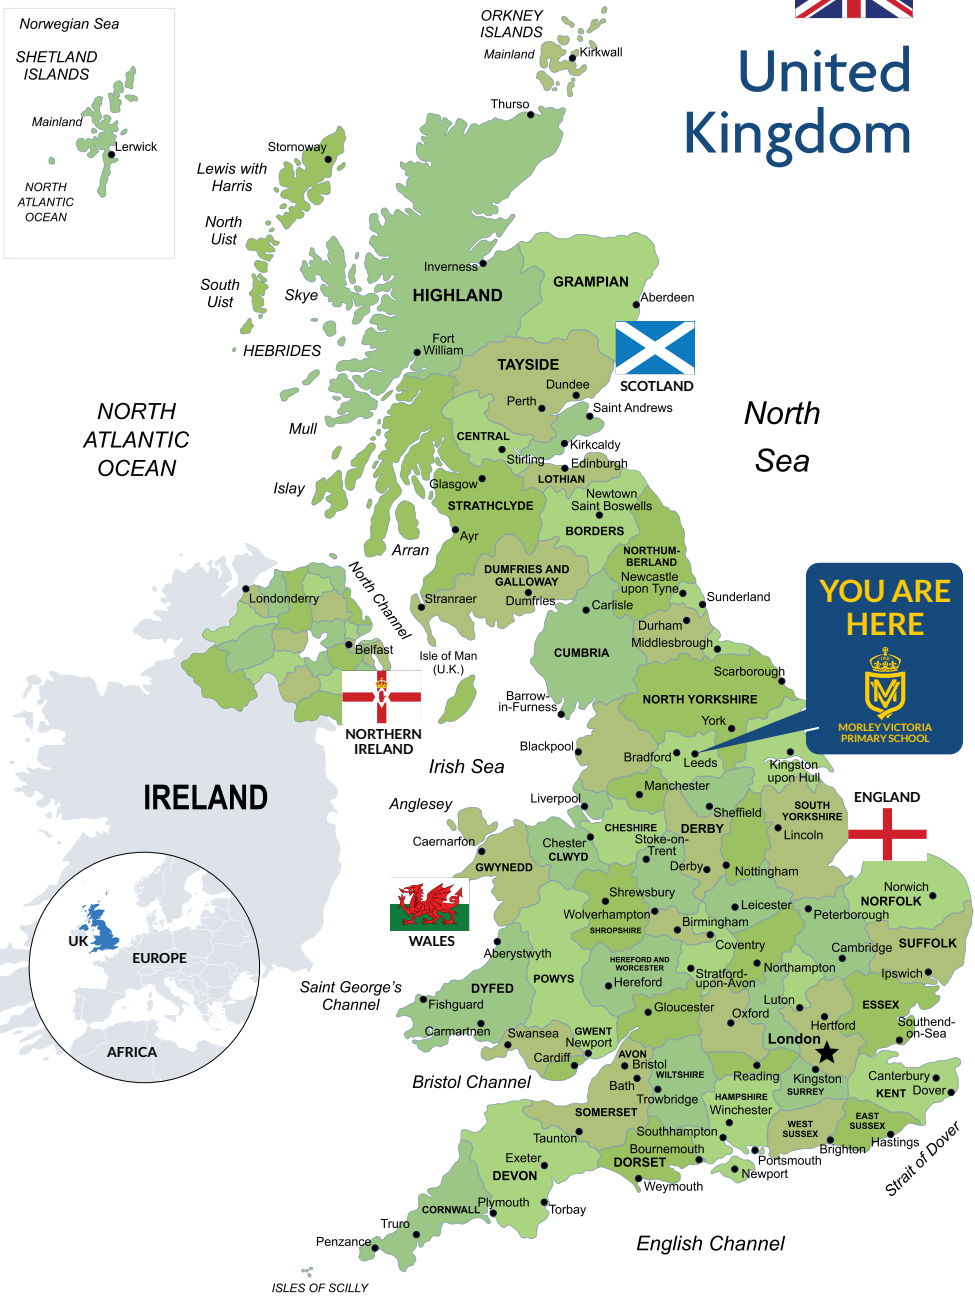 Norwegian Sea
SHETLAND
ISLANDS
Mainland
Lerwick
NORTH
ATLANTIC
OCEAN
ORKNEY
ISLANDS
Mainland
Kirkwall
United
Kingdom
Thurso
Stornoway
Lewis with
Harris
North
Uist
South
Uist
Skye
HEBRIDES
Inverness
HIGHLAND
GRAMPIAN
Aberdeen
Fort
William
TAYSIDE
Dundee
Perth
SCOTLAND
Saint Andrews
NORTH
ATLANTIC
OCEAN
North
Sea
Mull
CENTRAL
Kirkcaldy
Stirling
Edinburgh
LOTHIAN
Islay
Glasgow
STRATHCLYDE
Newtown
Saint Boswells
BORDERS
Ayr
Arran
NORTHUM-
BERLAND
DUMFRIES AND
GALLOWAY
Newcastle
upon Tyne
Stranraer
Dumfries
Carlisle
Sunderland
North Channel
Londonderry
Belfast
Durham
Middlesbrough
YOU ARE
HERE
MV
MORLEY VICTORIA
PRIMARY SCHOOL
Isle of Man
(U.K.)
CUMBRIA
Scarborough
NORTH YORKSHIRE
Barrow-
in-Furness
York
NORTHERN
IRELAND
Blackpool
Bradford
Leeds
Kingston
upon Hull
Irish Sea
IRELAND
Manchester
Liverpool
Sheffield
SOUTH
YORKSHIRE
ENGLAND
Anglesey
CHESHIRE
DERBY
Lincoln
Caernarfon
Chester
CLWYD
Stoke-on-
Trent
GWYNEDD
Derby
Nottingham
WALES
Shrewsbury
Wolverhampton
Leicester
Peterborough
Norwich
NORFOLK
SHROPSHIRE
Birmingham
Coventry
Cambridge
SUFFOLK
Aberystwyth
HEREFORD AND
WORCESTER
Northampton
Ipswich
Saint George's
Channel
DYFED
POWYS
Hereford
Stratford-
upon-Avon
Fishguard
Gloucester
Luton
ESSEX
Carmartnen
Oxford
Hertford
Southend-
on-Sea
Swansea
GWENT
Newport
London
Cardiff
AVON
Bristol
Bath
WILTSHIRE
Reading
Kingston
SURREY
Canterbury
KENT
Dover
Bristol Channel
Trowbridge
HAMPSHIRE
Winchester
SOMERSET
WEST
SUSSEX
EAST
SUSSEX
Taunton
Southhampton
Brighton
Hastings
Strait of Dover
Exeter
DEVON
Bournemouth
DORSET
Portsmouth
Newport
Weymouth
CORNWALL
Plymouth
Torbay
Truro
Penzance
English Channel
ISLES OF SCILLY
UK
EUROPE
AFRICA